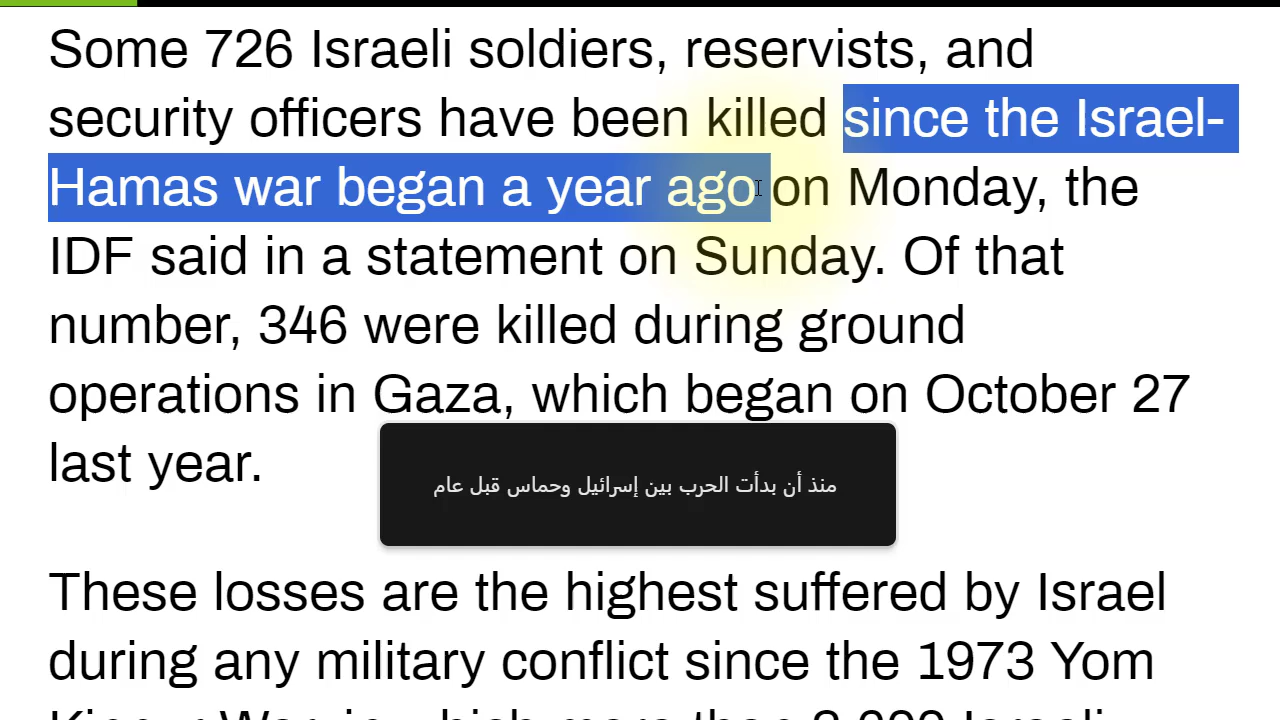 Some 726 Israeli soldiers, reservists, and
security officers have been killed since the Israel-
Hamas war began a year ago on Monday, the
IDF said in a statement on Sunday. Of that
number, 346 were killed during ground
operations in Gaza, which began on October 27
last year.
منذ أن بدأت الحرب بين إسرائيل وحماس قبل عام
These losses are the highest suffered by Israel
during any military conflict since the 1973 Yom